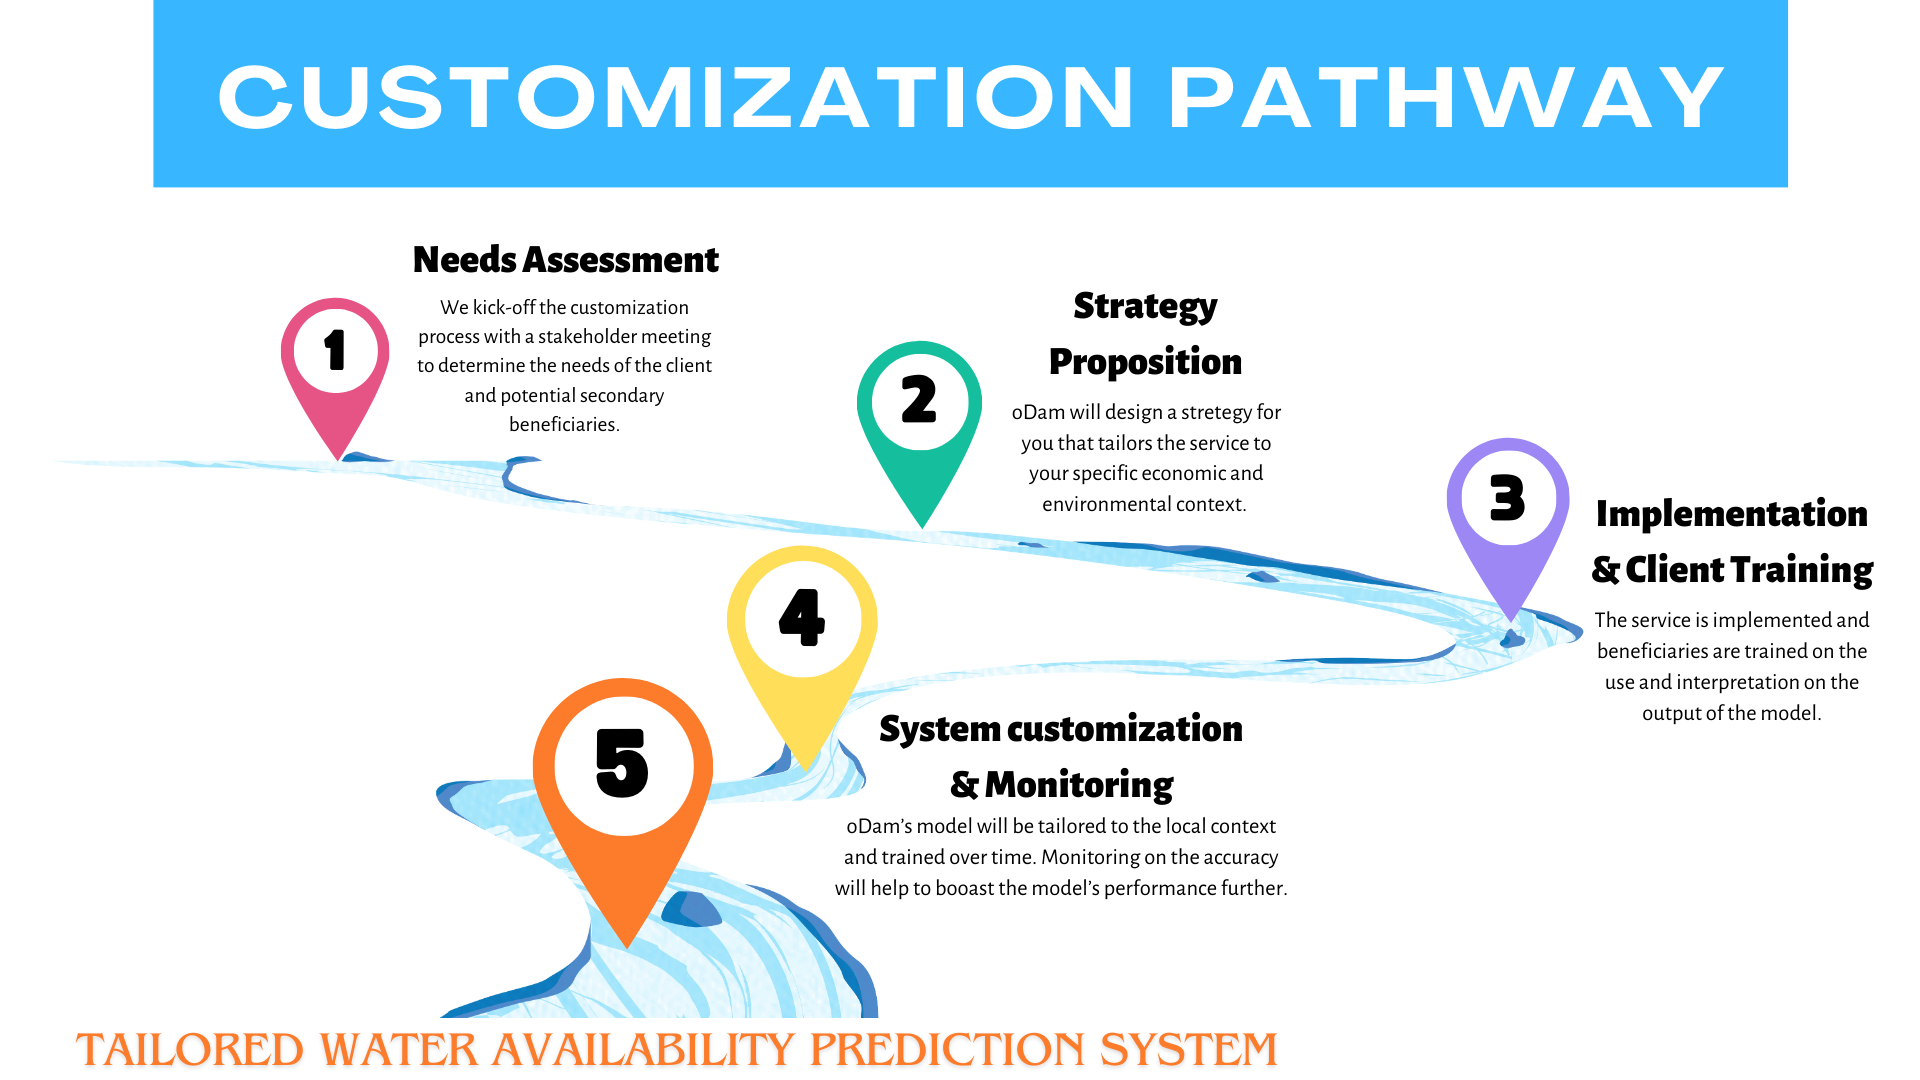 CUSTOMIZATION PATHWAY
1
Needs Assessment
We kick-off the customization
process with a stakeholder meeting
to determine the needs of the client
and potential secondary
beneficiaries.
2
Strategy
Proposition
oDam will design a stretegy for
you that tailors the service to
your specific economic and
environmental context.
3
Implementation
& Client Training
The service is implemented and
beneficiaries are trained on the
use and interpretation on the
output of the model.
4
System customization
& Monitoring
oDam’s model will be tailored to the local context
and trained over time. Monitoring on the accuracy
will help to booast the model’s performance further.
5
TAILORED WATER AVAILABILITY PREDICTION SYSTEM